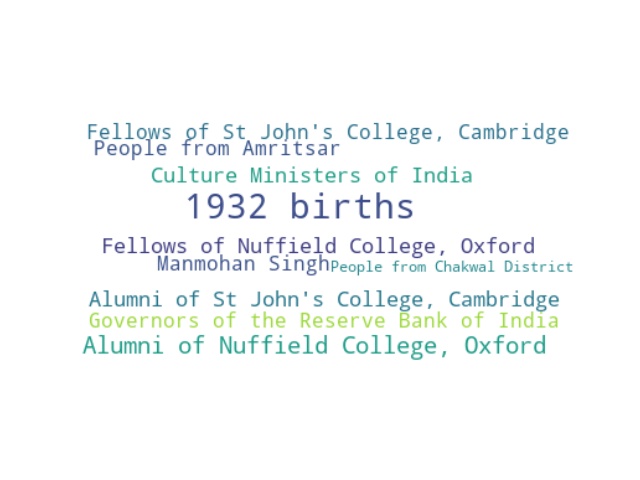 Fellows of St John's College, Cambridge
People from Amritsar
Culture Ministers of India
1932 births
Fellows of Nuffield College, Oxford
Manmohan Singh
People from Chakwal District
Alumni of St John's College, Cambridge
Governors of the Reserve Bank of India
Alumni of Nuffield College, Oxford